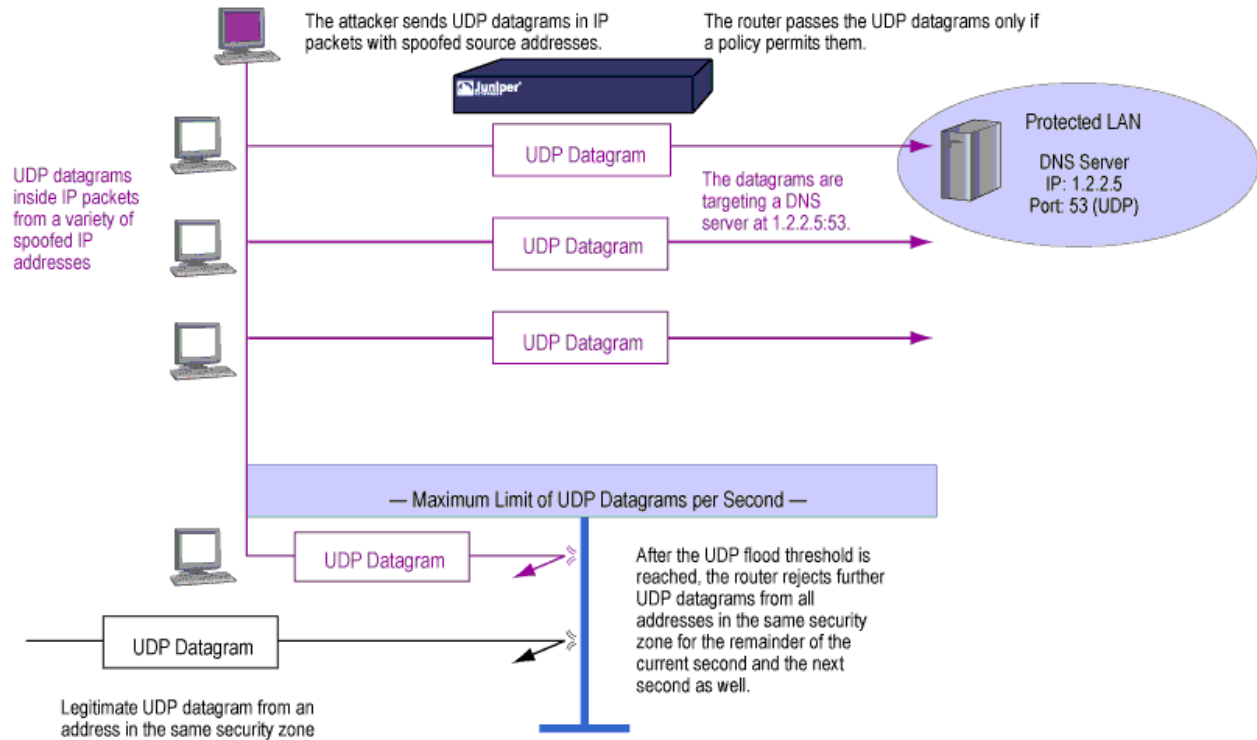 The attacker sends UDP datagrams in IP
packets with spoofed source addresses.
The router passes the UDP datagrams only if
a policy permits them.
Juniper
UDP datagrams
inside IP packets
from a variety of
spoofed IP
addresses
UDP Datagram
The datagrams are
targeting a DNS
server at 1.2.2.5:53.
Protected LAN
DNS Server
IP: 1.2.2.5
Port: 53 (UDP)
UDP Datagram
UDP Datagram
— Maximum Limit of UDP Datagrams per Second —
UDP Datagram
After the UDP flood threshold is
reached, the router rejects further
UDP datagrams from all
addresses in the same security
zone for the remainder of the
current second and the next
second as well.
UDP Datagram
Legitimate UDP datagram from an
address in the same security zone